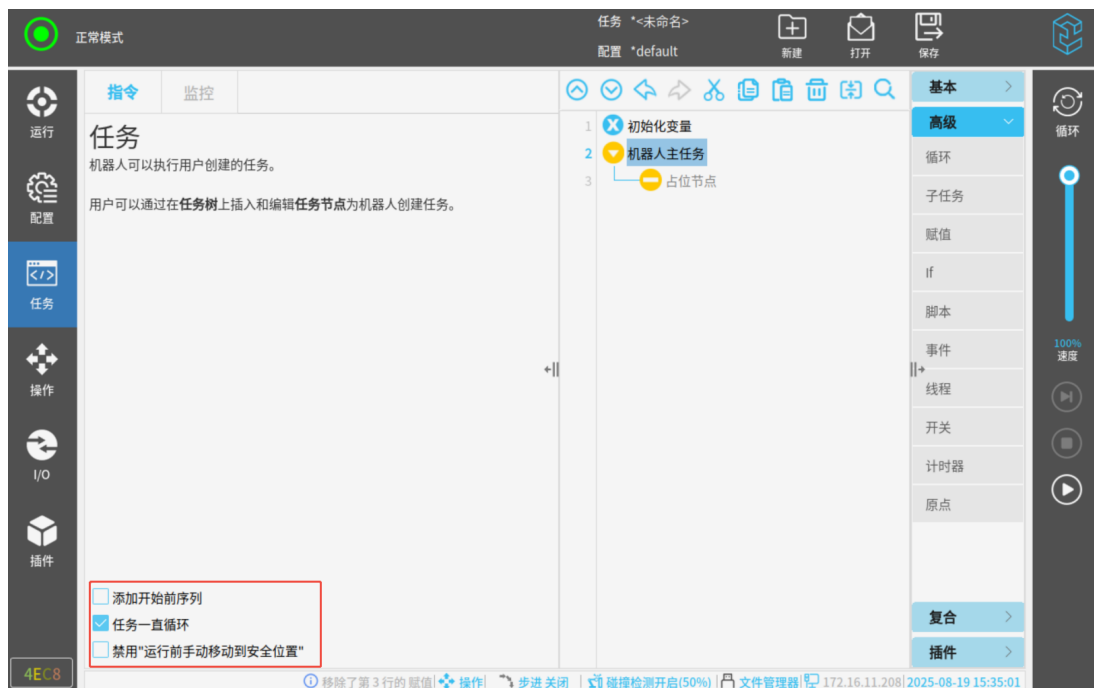 正常模式
任务 *<未命名>
配置 *default
新建
打开
保存
运行
配置
任务
操作
I/O
插件
4EC8
指令
监控
任务
机器人可以执行用户创建的任务。
用户可以通过在任务树上插入和编辑任务节点为机器人创建任务。
添加开始前序列
任务一直循环
禁用"运行前手动移动到安全位置"
1 初始化变量
2 机器人主任务
3 占位节点
基本
高级
循环
子任务
赋值
If
脚本
事件
线程
开关
计时器
原点
复合
插件
循环
100%
速度
移除了第3行的 赋值 操作 步进 关闭 碰撞检测开启(50%) 文件管理器 172.16.11.208 2025-08-19 15:35:01